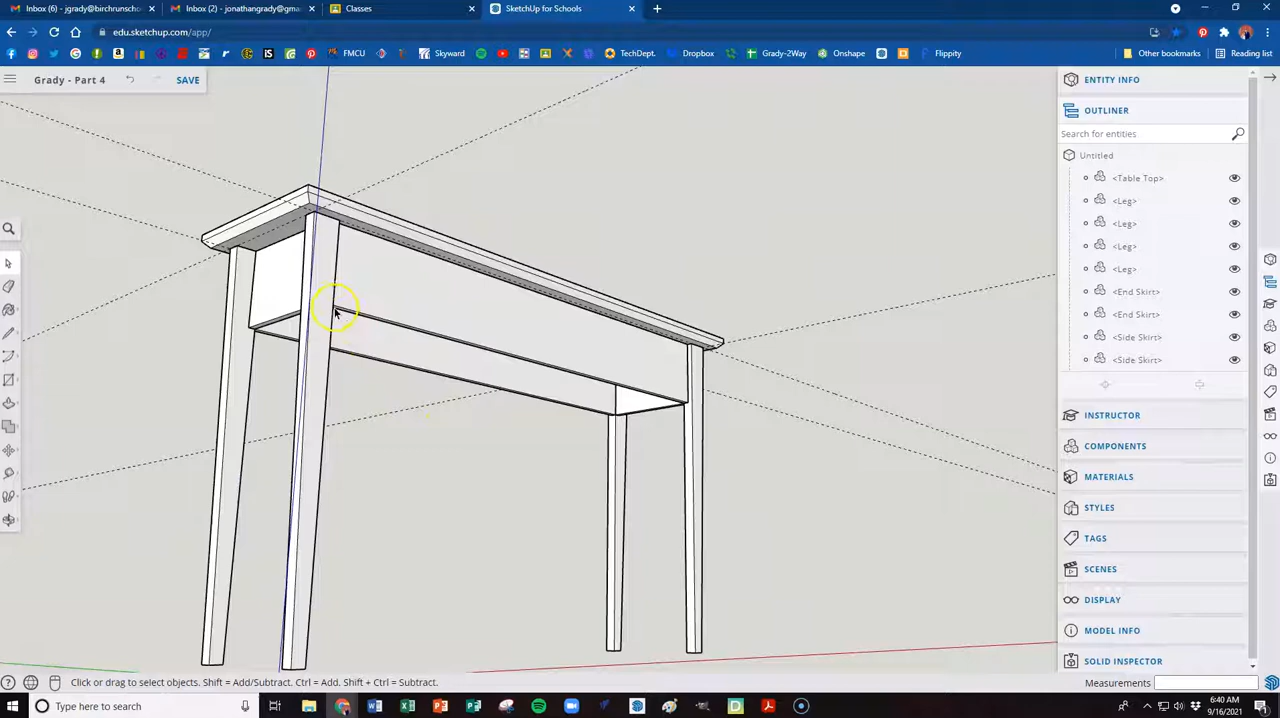 Inbox (6) - jgrady@birchrunscho
Inbox (2) - jonathangrady@gma
Classes
SketchUp for Schools
edu.sketchup.com/app/
FMCU
Skyward
TechDept.
Dropbox
Grady-2Way
Onshape
Flippity
Other bookmarks
Reading list
Grady - Part 4
SAVE
ENTITY INFO
OUTLINER
Search for entities
Untitled
<Table Top>
<Leg>
<Leg>
<Leg>
<Leg>
<End Skirt>
<End Skirt>
<Side Skirt>
<Side Skirt>
INSTRUCTOR
COMPONENTS
MATERIALS
STYLES
TAGS
SCENES
DISPLAY
MODEL INFO
SOLID INSPECTOR
Click or drag to select objects. Shift = Add/Subtract. Ctrl = Add. Shift + Ctrl = Subtract.
Measurements
Type here to search
6:40 AM
9/16/2021